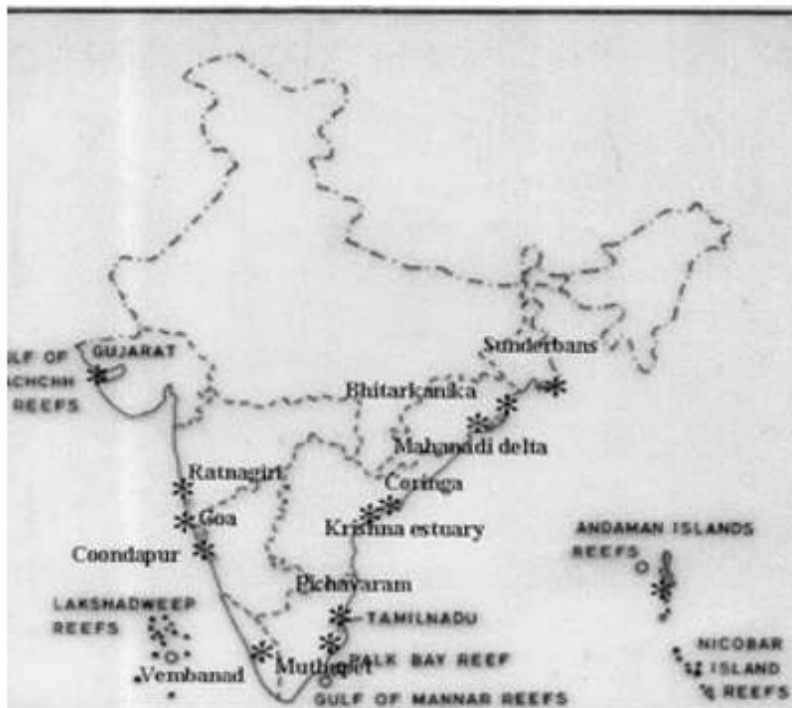 Sunderbans
GULF OF
GUJARAT
KACHCHH
REEFS
Bhitarkanika
Mahanadi delta
Ratnagiri
Coringa
Goa
Krishna estuary
ANDAMAN ISLANDS
REEFS
Coondapur
Pichavaram
LAKSHADWEEP
REEFS
TAMILNADU
Vembanad
Muthupet
PALK BAY REEF
NICOBAR
ISLAND
REEFS
GULF OF MANNAR REEFS